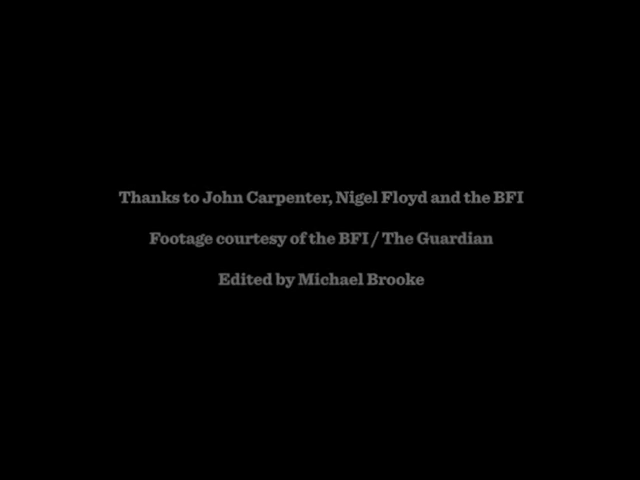 Thanks to John Carpenter, Nigel Floyd and the BFI
Footage courtesy of the BFI / The Guardian
Edited by Michael Brooke